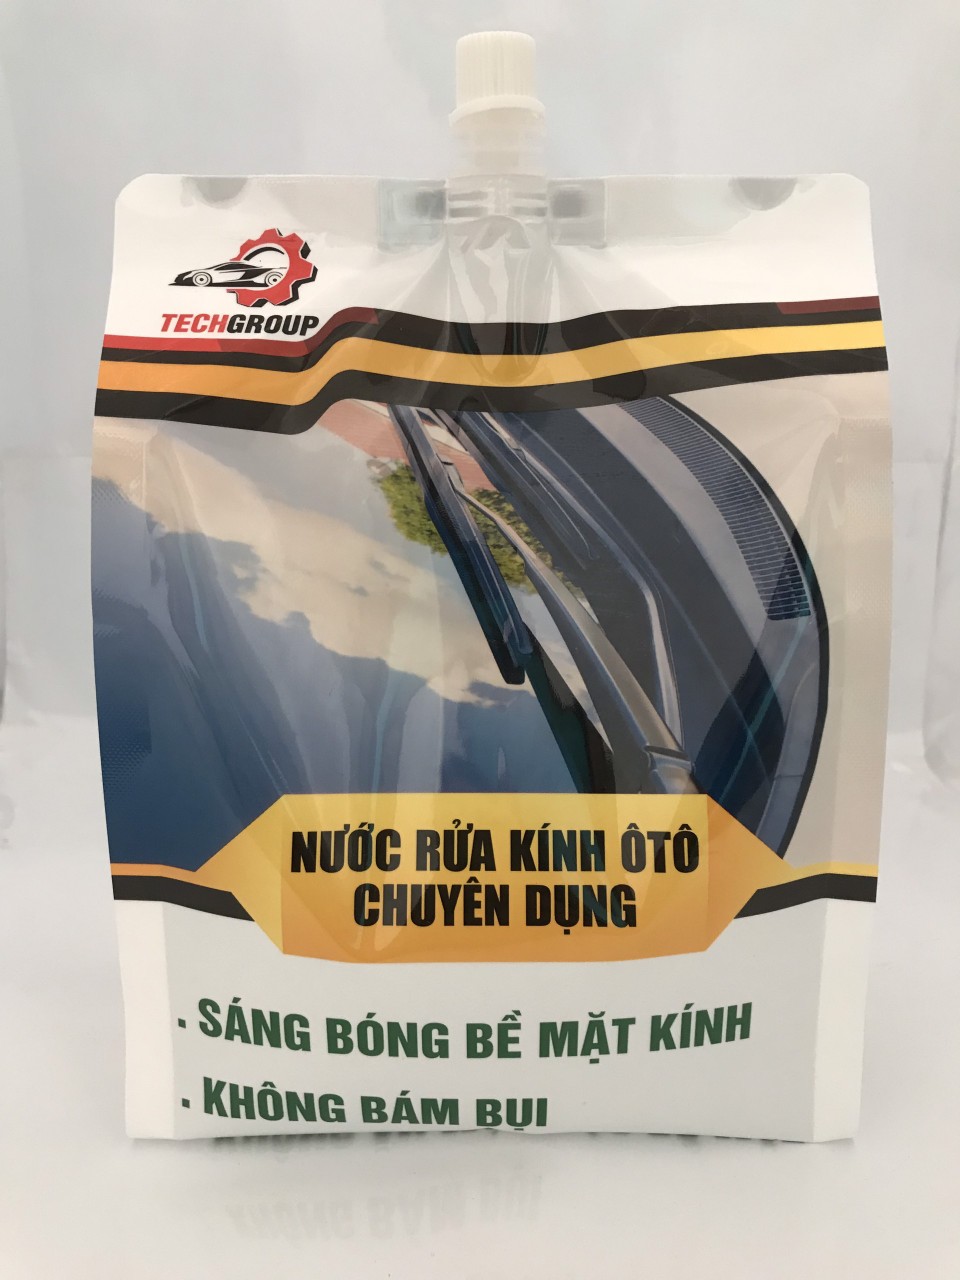 TECHGROUP
NƯỚC RỬA KÍNH ÔTÔ
CHUYÊN DỤNG
. SÁNG BÓNG BỀ MẶT KÍNH
. KHÔNG BÁM BỤI